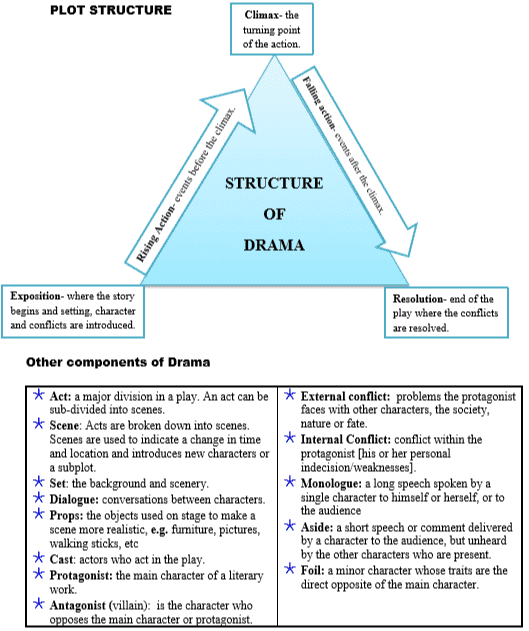 PLOT STRUCTURE
Climax- the
turning point
of the action.
Rising Action- events before the climax.
Falling action- events after the climax.
STRUCTURE
OF
DRAMA
Exposition- where the story
begins and setting, character
and conflicts are introduced.
Resolution- end of the
play where the conflicts
are resolved.
Other components of Drama
Act: a major division in a play. An act can be
sub-divided into scenes.
Scene: Acts are broken down into scenes.
Scenes are used to indicate a change in time
and location and introduces new characters or
a subplot.
Set: the background and scenery.
Dialogue: conversations between characters.
Props: the objects used on stage to make a
scene more realistic, e.g. furniture, pictures,
walking sticks, etc
Cast: actors who act in the play.
Protagonist: the main character of a literary
work.
Antagonist (villain): is the character who
opposes the main character or protagonist.
External conflict: problems the protagonist
faces with other characters, the society,
nature or fate.
Internal Conflict: conflict within the
protagonist [his or her personal
indecision/weaknesses].
Monologue: a long speech spoken by a
single character to himself or herself, or to
the audience
Aside: a short speech or comment delivered
by a character to the audience, but unheard
by the other characters who are present.
Foil: a minor character whose traits are the
direct opposite of the main character.